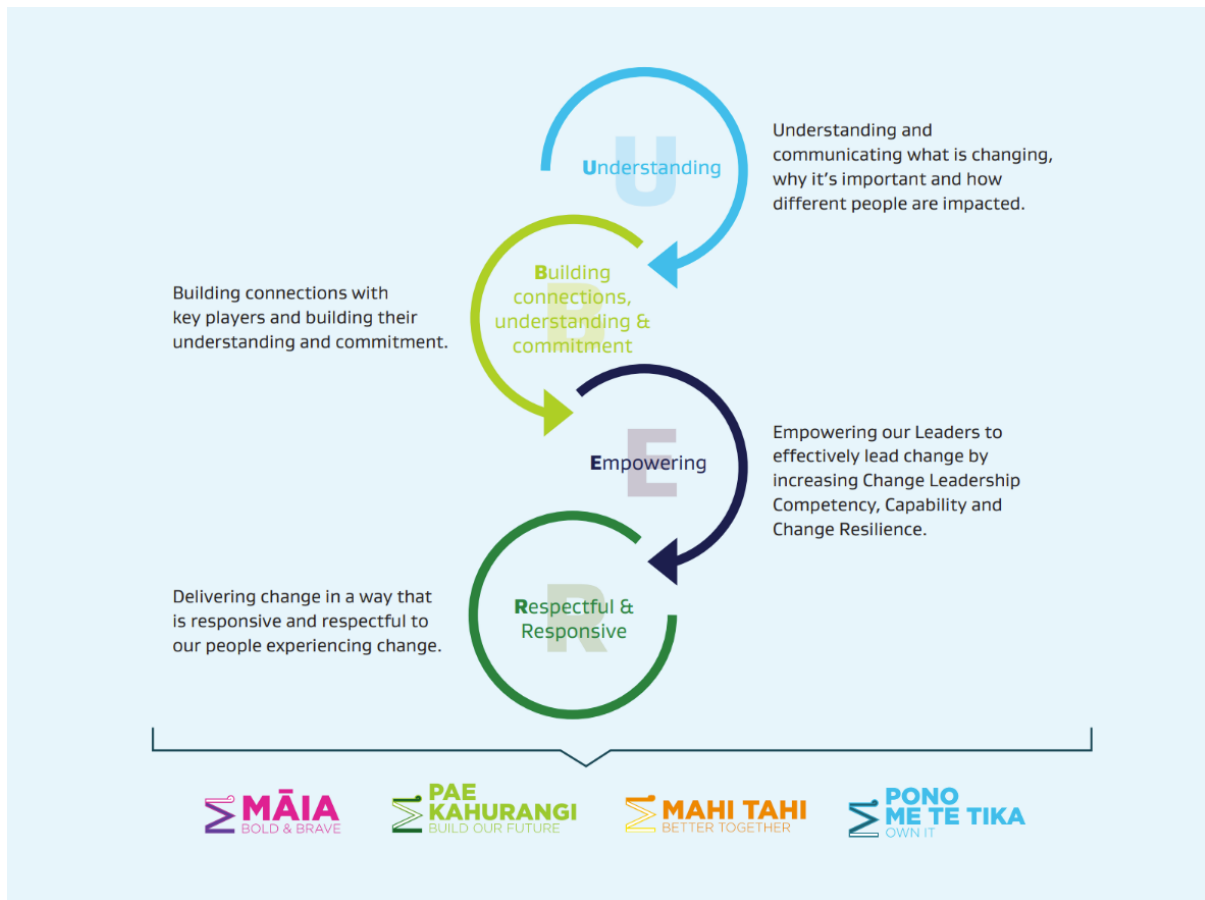 Understanding
Understanding and
communicating what is changing,
why it's important and how
different people are impacted.
Building
connections,
understanding &
commitment
Building connections with
key players and building their
understanding and commitment.
Empowering
Empowering our Leaders to
effectively lead change by
increasing Change Leadership
Competency, Capability and
Change Resilience.
Respectful &
Responsive
Delivering change in a way that
is responsive and respectful to
our people experiencing change.
MĀIA
BOLD & BRAVE
PAE
KAHURANGI
BUILD OUR FUTURE
MAHI TAHI
BETTER TOGETHER
PONO
ME TE TIKA
OWN IT
U
B
E
R